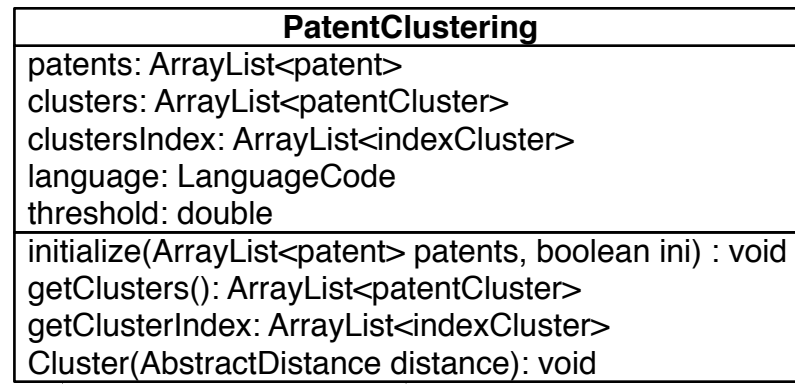 PatentClustering
patents: ArrayList<patent>
clusters: ArrayList<patentCluster>
clustersIndex: ArrayList<indexCluster>
language: LanguageCode
threshold: double
initialize(ArrayList<patent> patents, boolean ini) : void
getClusters(): ArrayList<patentCluster>
getClusterIndex: ArrayList<indexCluster>
Cluster(AbstractDistance distance): void